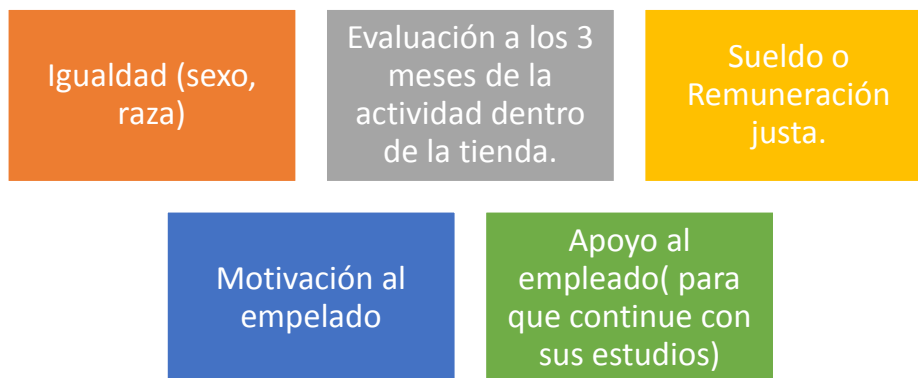 Igualdad (sexo,
raza)
Evaluación a los 3
meses de la
actividad dentro
de la tienda.
Sueldo o
Remuneración
justa.
Motivación al
empelado
Apoyo al
empleado( para
que continue con
sus estudios)